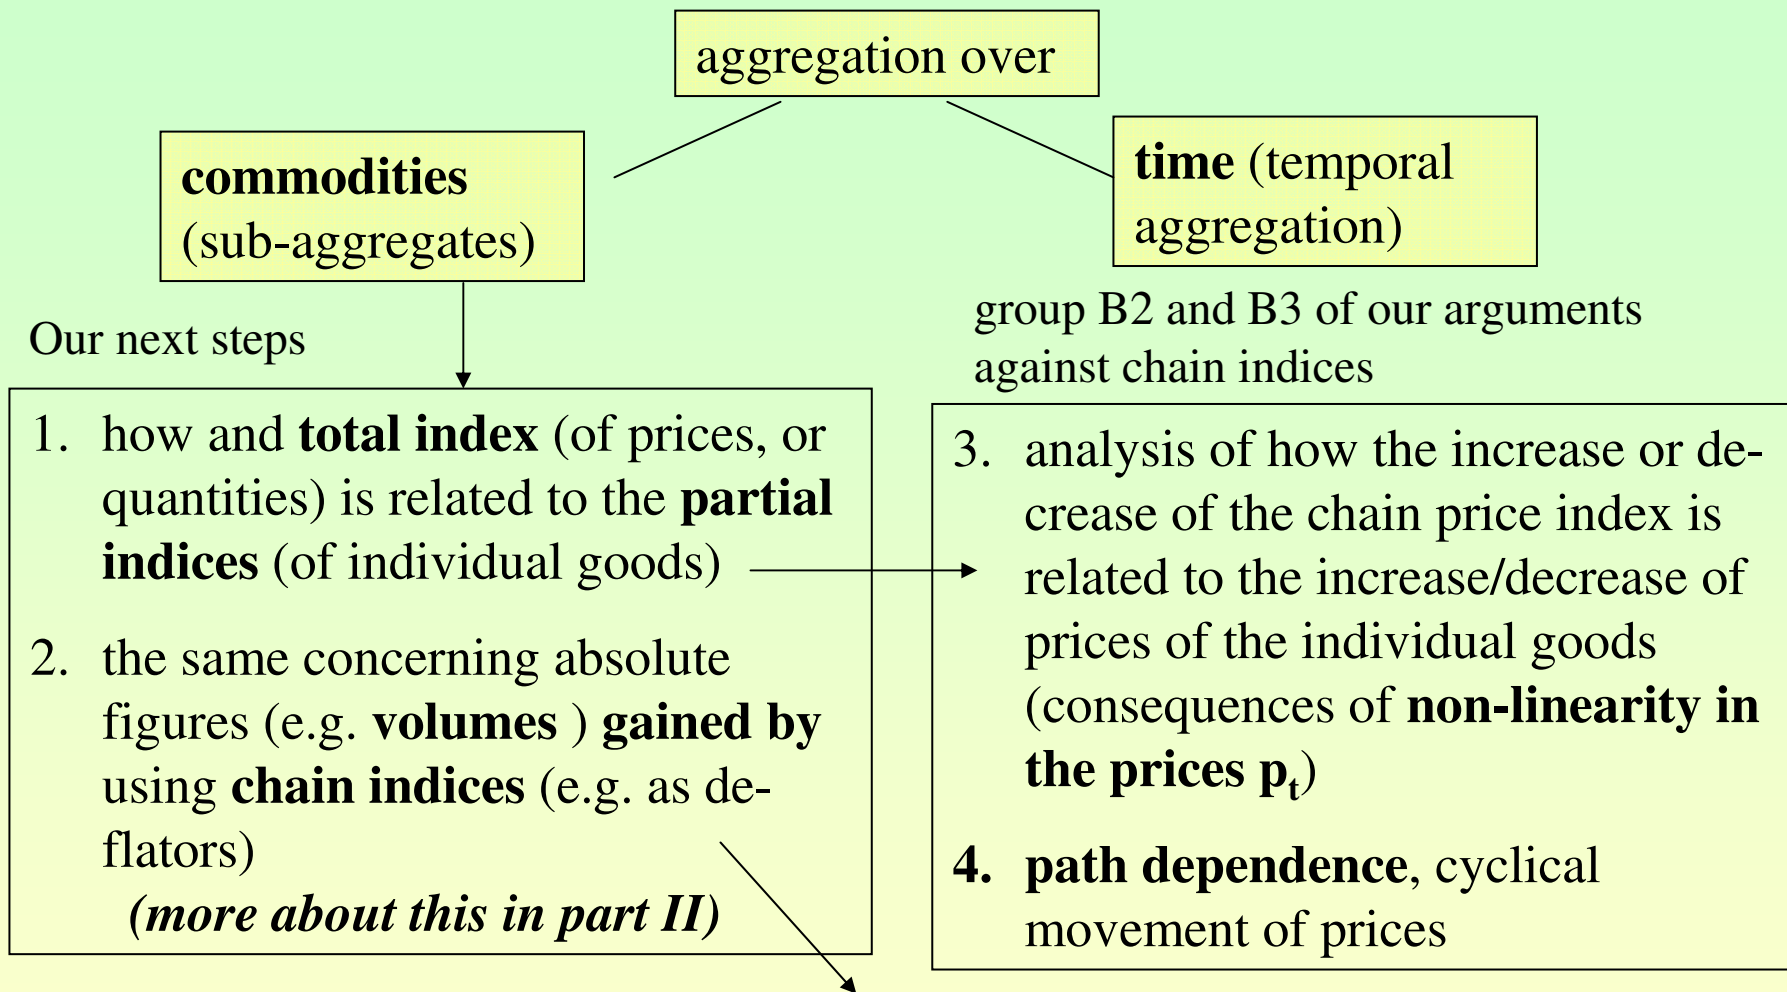 aggregation over
commodities
(sub-aggregates)
time (temporal
aggregation)
Our next steps
group B2 and B3 of our arguments
against chain indices
1. how and total index (of prices, or
quantities) is related to the partial
indices (of individual goods)
2. the same concerning absolute
figures (e.g. volumes ) gained by
using chain indices (e.g. as de-
flators)
(more about this in part II)
3. analysis of how the increase or de-
crease of the chain price index is
related to the increase/decrease of
prices of the individual goods
(consequences of non-linearity in
the prices pt)
4. path dependence, cyclical
movement of prices